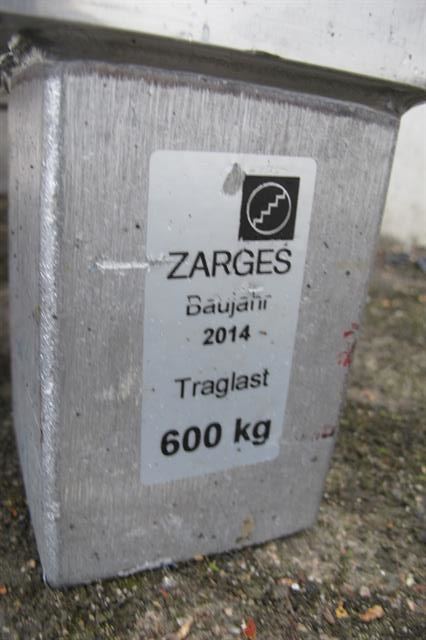 ZARGES
Baujahr
2014
Traglast
600 kg